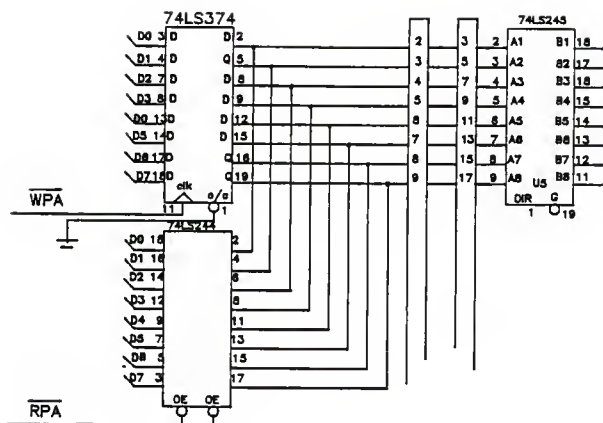 74LS374
74LS245
D0 3 D D 2
D1 4 D Q 5
D2 7 D D 6
D3 8 D D 9
D0 13 D D 12
D5 14 D D 15
D6 17 D Q 16
D7 18 D Q 19
clk
11
1
WPA
2 3 2 A1 B1 18
3 5 3 A2 B2 17
4 7 4 A3 B3 18
5 9 5 A4 B4 15
6 11 6 A5 B5 14
7 13 7 A6 B6 13
8 15 8 A7 B7 12
9 17 9 A8 B8 11
U5
DIR G
1 19
74LS244
D0 18 2
D1 16 4
D2 14 6
D3 12 8
D4 9 11
D5 7 13
D6 5 15
D7 3 17
OE OE
RPA